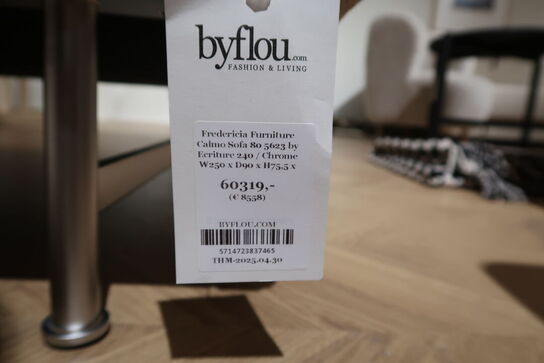 byflou.com
FASHION & LIVING
Fredericia Furniture
Calmo Sofa 80 5623 by
Ecriture 240 / Chrome
W250 x D90 x H75,5 x
60319,-
(€ 8558)
BYFLOU.COM
5714723837465
THM-2025.04.30